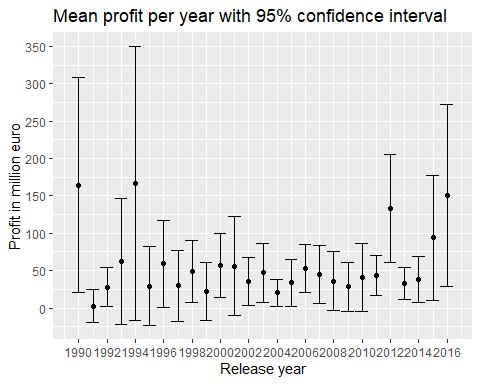 Mean profit per year with 95% confidence interval
350
300
250
200
150
100
50
0
Profit in million euro
1990 1992 1994 1996 1998 2000 2002 2004 2006 2008 2010 2012 2014 2016
Release year